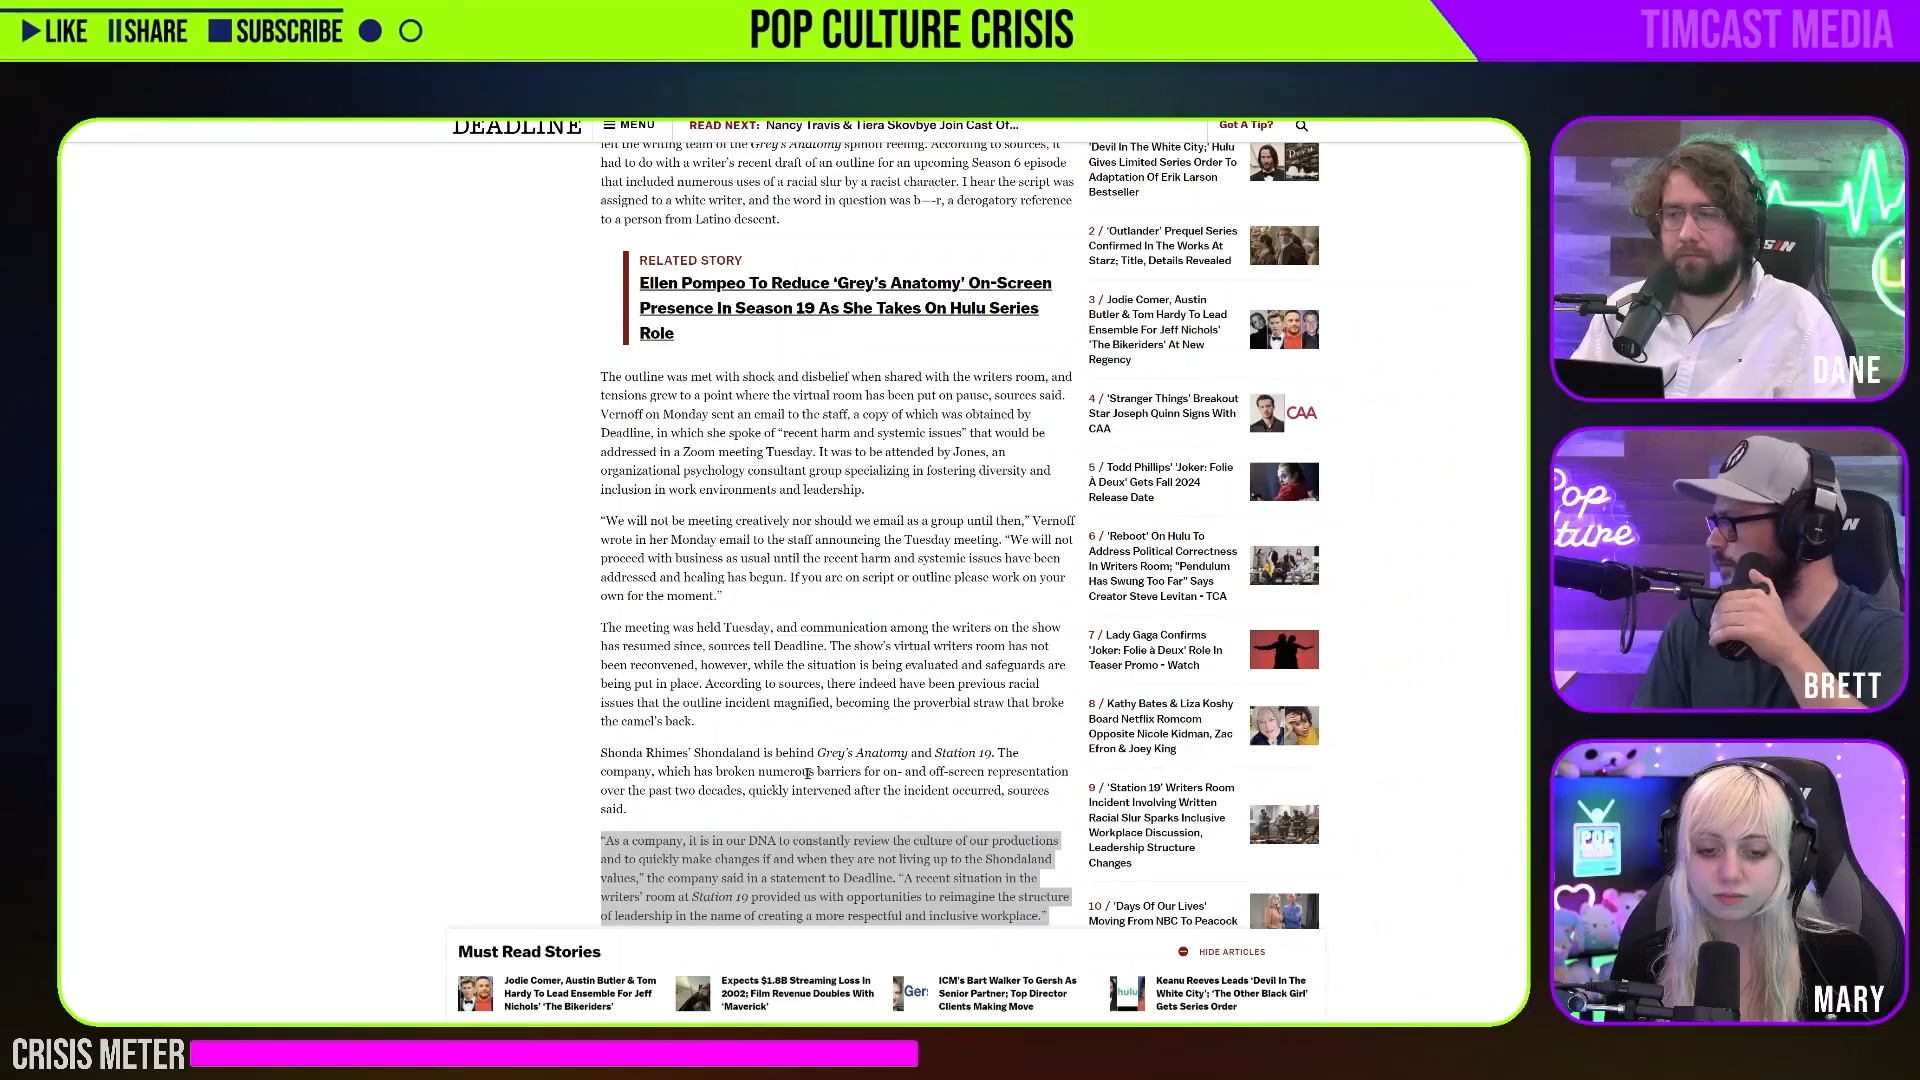 LIKE SHARE SUBSCRIBE
POP CULTURE CRISIS
TIMCAST MEDIA
DEADLINE
MENU
READ NEXT: Nancy Travis & Tiera Skovbye Join Cast Of...
Got A Tip?
left the writing team of the Grey's Anatomy spinoff reeling. According to sources, it
had to do with a writer's recent draft of an outline for an upcoming Season 6 episode
that included numerous uses of a racial slur by a racist character. I hear the script was
assigned to a white writer, and the word in question was b—-r, a derogatory reference
to a person from Latino descent.
RELATED STORY
Ellen Pompeo To Reduce ‘Grey’s Anatomy’ On-Screen
Presence In Season 19 As She Takes On Hulu Series
Role
The outline was met with shock and disbelief when shared with the writers room, and
tensions grew to a point where the virtual room has been put on pause, sources said.
Vernoff on Monday sent an email to the staff, a copy of which was obtained by
Deadline, in which she spoke of “recent harm and systemic issues” that would be
addressed in a Zoom meeting Tuesday. It was to be attended by Jones, an
organizational psychology consultant group specializing in fostering diversity and
inclusion in work environments and leadership.
“We will not be meeting creatively nor should we email as a group until then,” Vernoff
wrote in her Monday email to the staff announcing the Tuesday meeting. “We will not
proceed with business as usual until the recent harm and systemic issues have been
addressed and healing has begun. If you are on script or outline please work on your
own for the moment.”
The meeting was held Tuesday, and communication among the writers on the show
has resumed since, sources tell Deadline. The show’s virtual writers room has not
been reconvened, however, while the situation is being evaluated and safeguards are
being put in place. According to sources, there indeed have been previous racial
issues that the outline incident magnified, becoming the proverbial straw that broke
the camel’s back.
Shonda Rhimes’ Shondaland is behind Grey’s Anatomy and Station 19. The
company, which has broken numerous barriers for on- and off-screen representation
over the past two decades, quickly intervened after the incident occurred, sources
said.
“As a company, it is in our DNA to constantly review the culture of our productions
and to quickly make changes if and when they are not living up to the Shondaland
values,” the company said in a statement to Deadline. “A recent situation in the
writers’ room at Station 19 provided us with opportunities to reimagine the structure
of leadership in the name of creating a more respectful and inclusive workplace.”
'Devil In The White City;' Hulu
Gives Limited Series Order To
Adaptation Of Erik Larson
Bestseller
2 / ‘Outlander’ Prequel Series
Confirmed In The Works At
Starz; Title, Details Revealed
3 / Jodie Comer, Austin
Butler & Tom Hardy To Lead
Ensemble For Jeff Nichols’
‘The Bikeriders’ At New
Regency
4 / 'Stranger Things' Breakout
Star Joseph Quinn Signs With
CAA
CAA
5 / Todd Phillips' 'Joker: Folie
À Deux' Gets Fall 2024
Release Date
6 / 'Reboot' On Hulu To
Address Political Correctness
In Writers Room; "Pendulum
Has Swung Too Far" Says
Creator Steve Levitan - TCA
7 / Lady Gaga Confirms
'Joker: Folie à Deux' Role In
Teaser Promo - Watch
8 / Kathy Bates & Liza Koshy
Board Netflix Romcom
Opposite Nicole Kidman, Zac
Efron & Joey King
9 / ‘Station 19’ Writers Room
Incident Involving Written
Racial Slur Sparks Inclusive
Workplace Discussion,
Leadership Structure
Changes
10 / 'Days Of Our Lives'
Moving From NBC To Peacock
Must Read Stories
HIDE ARTICLES
Jodie Comer, Austin Butler & Tom
Hardy To Lead Ensemble For Jeff
Nichols’ ‘The Bikeriders’
Expects $1.8B Streaming Loss In
2002; Film Revenue Doubles With
‘Maverick’
Ger
ICM’s Bart Walker To Gersh As
Senior Partner; Top Director
Clients Making Move
hulu
Keanu Reeves Leads ‘Devil In The
White City’; ‘The Other Black Girl’
Gets Series Order
DANE
Pop
lture
BRETT
POP
MARY
CRISIS METER